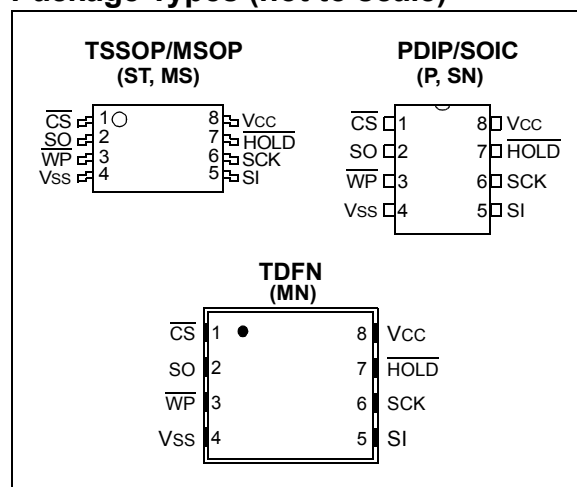 Package Types (not to scale)
TSSOP/MSOP
(ST, MS)
CS 1 8 VCC
SO 2 7 HOLD
WP 3 6 SCK
VSS 4 5 SI
PDIP/SOIC
(P, SN)
CS 1 8 VCC
SO 2 7 HOLD
WP 3 6 SCK
VSS 4 5 SI
TDFN
(MN)
CS 1 8 VCC
SO 2 7 HOLD
WP 3 6 SCK
VSS 4 5 SI